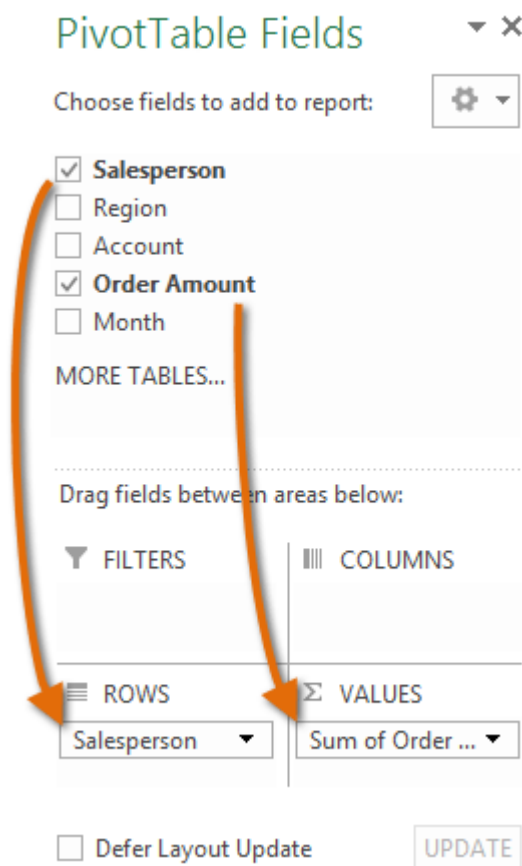 PivotTable Fields
Choose fields to add to report:
Salesperson
Region
Account
Order Amount
Month
MORE TABLES...
Drag fields between areas below:
FILTERS
COLUMNS
ROWS
Σ VALUES
Salesperson
Sum of Order ...
Defer Layout Update
UPDATE